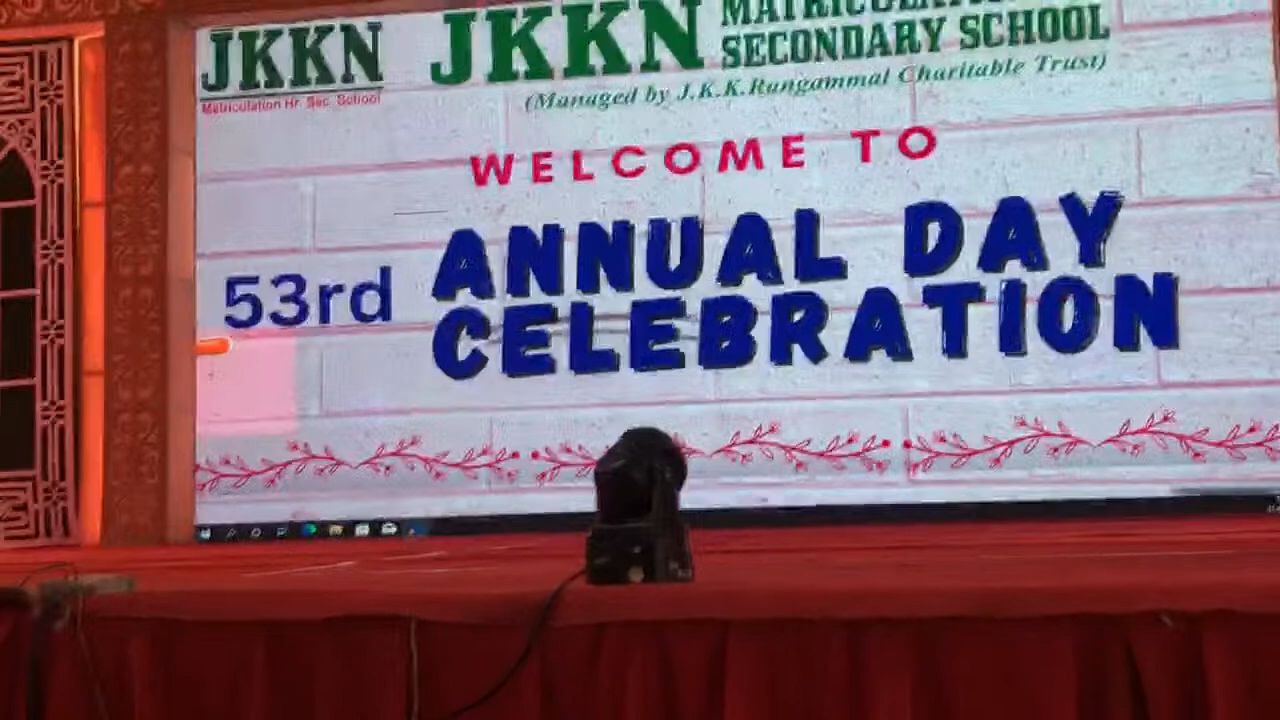 JKKN
Matriculation Hr. Sec. School
JKKN
SECONDARY SCHOOL
(Managed by J.K.K.Rangammal Charitable Trust)
WELCOME TO
53rd
ANNUAL DAY
CELEBRATION